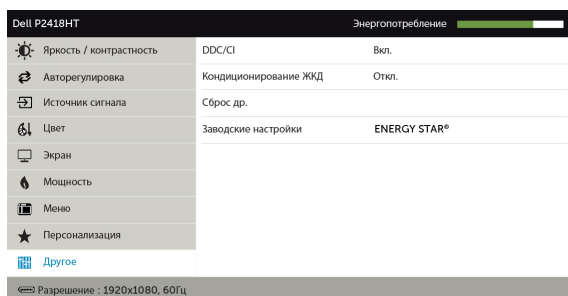 Dell P2418HT Энергопотребление
Яркость / контрастность DDC/CI Вкл.
Авторегулировка Кондиционирование ЖКД Откл.
Источник сигнала Сброс др.
Цвет Заводские настройки ENERGY STAR®
Экран
Мощность
Меню
Персонализация
Другое
Разрешение : 1920x1080, 60Гц